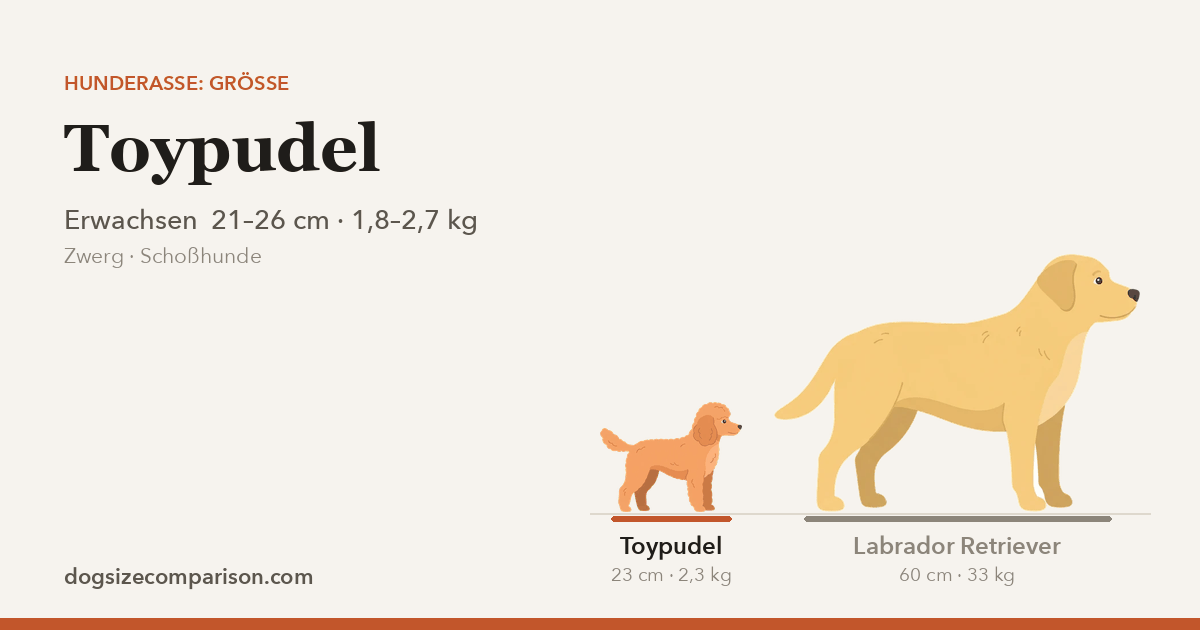 HUNDERASSE: GRÖSSE
Toypudel
Erwachsen 21–26 cm · 1,8–2,7 kg
Zwerg · Schoßhunde
Toypudel
23 cm · 2,3 kg
Labrador Retriever
60 cm · 33 kg
dogsizecomparison.com